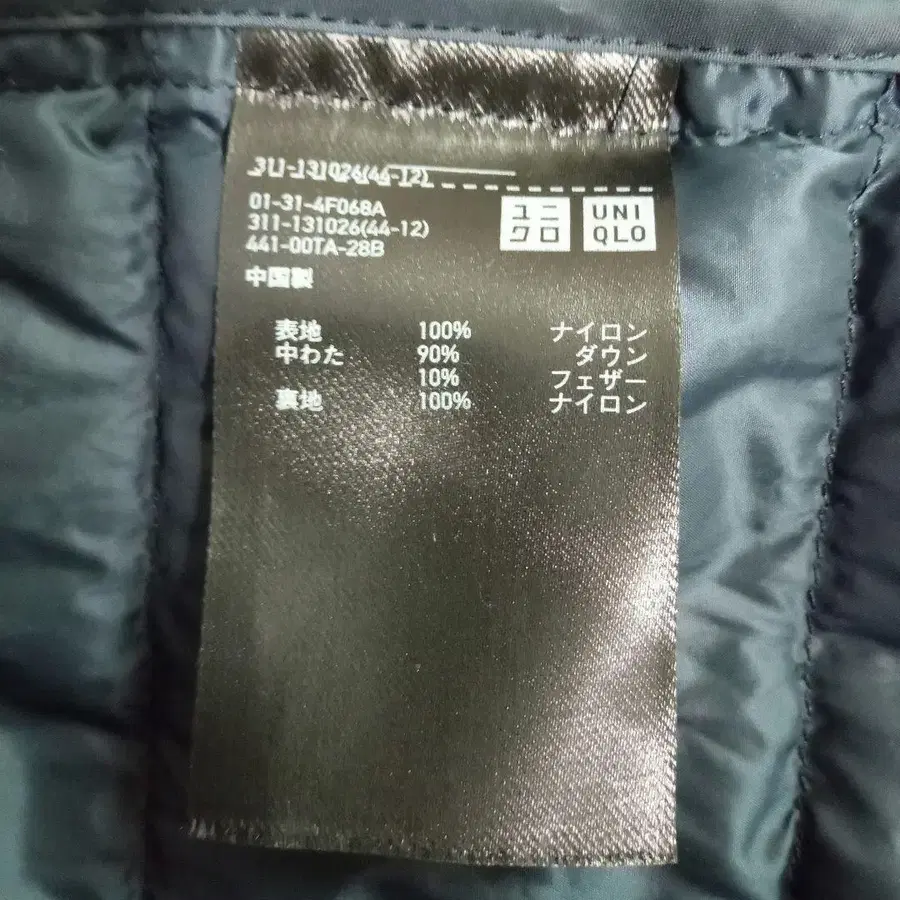 311-131026(44-12)
01-31-4F068A
311-131026(44-12)
441-00TA-28B
中国製
ユニ
クロ
UNI
QLO
表地 100% ナイロン
中わた 90% ダウン
10% フェザー
裏地 100% ナイロン